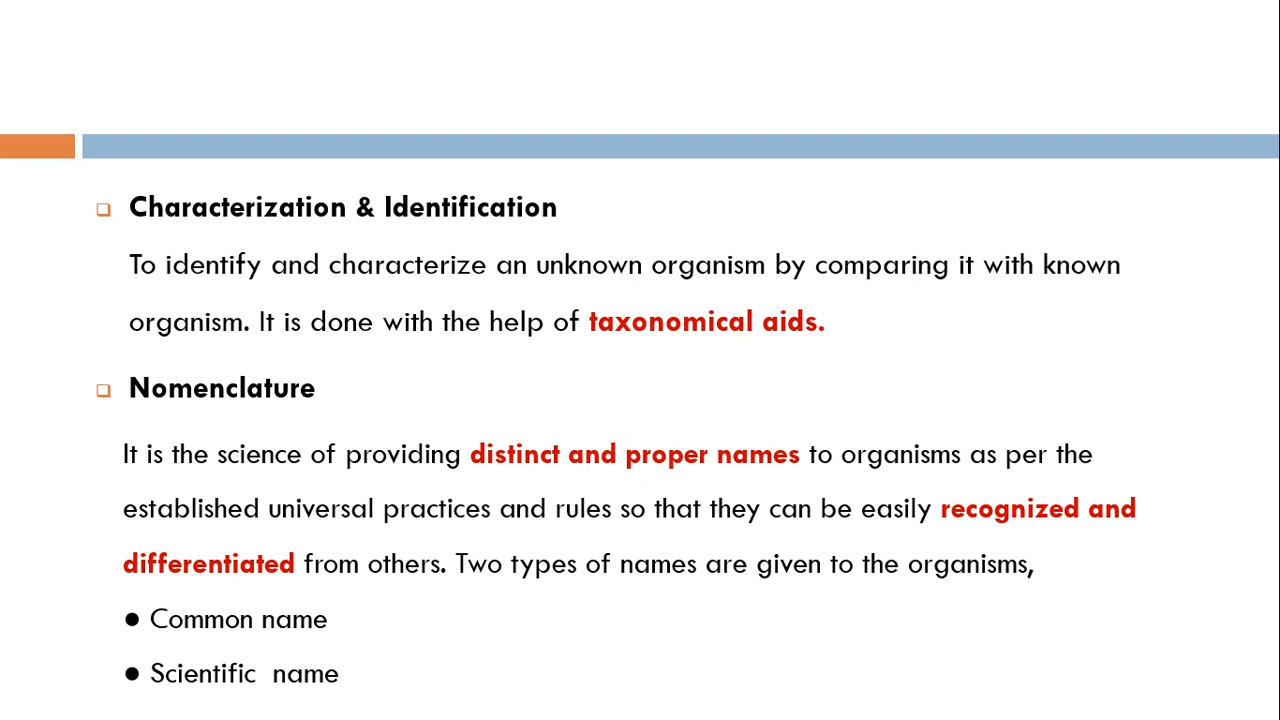 ❑ Characterization & Identification
To identify and characterize an unknown organism by comparing it with known
organism. It is done with the help of taxonomical aids.
❑ Nomenclature
It is the science of providing distinct and proper names to organisms as per the
established universal practices and rules so that they can be easily recognized and
differentiated from others. Two types of names are given to the organisms,
● Common name
● Scientific name